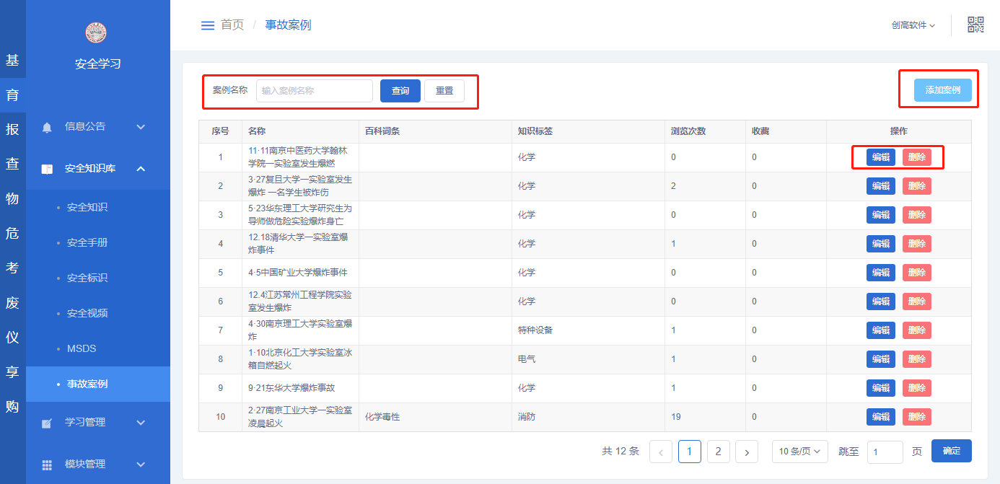 基
育
报
查
物
危
考
废
仪
享
购
安全学习
信息公告
安全知识库
安全知识
安全手册
安全标识
安全视频
MSDS
事故案例
学习管理
模块管理
首页 / 事故案例
创高软件
案例名称 输入案例名称 查询 重置
添加案例
序号 名称 百科词条 知识标签 浏览次数 收藏 操作
1 11·11南京中医药大学翰林 化学 0 0 编辑 删除
学院一实验室发生爆燃
2 3·27复旦大学一实验室发生 化学 2 0 编辑 删除
爆炸 一名学生被炸伤
3 5·23华东理工大学研究生为 化学 0 0 编辑 删除
导师做危险实验爆炸身亡
4 12.18清华大学一实验室爆 化学 1 0 编辑 删除
炸事件
5 4·5中国矿业大学爆炸事件 化学 0 0 编辑 删除
6 12.4江苏常州工程学院实验 化学 0 0 编辑 删除
室发生爆炸
7 4·30南京理工大学实验室爆 特种设备 1 0 编辑 删除
炸
8 1·10北京化工大学实验室冰 电气 1 0 编辑 删除
箱自燃起火
9 9·21东华大学爆炸事故 化学 1 0 编辑 删除
10 2·27南京工业大学一实验室 化学毒性 消防 19 0 编辑 删除
凌晨起火
共 12 条 1 2 10 条/页 跳至 1 页 确定